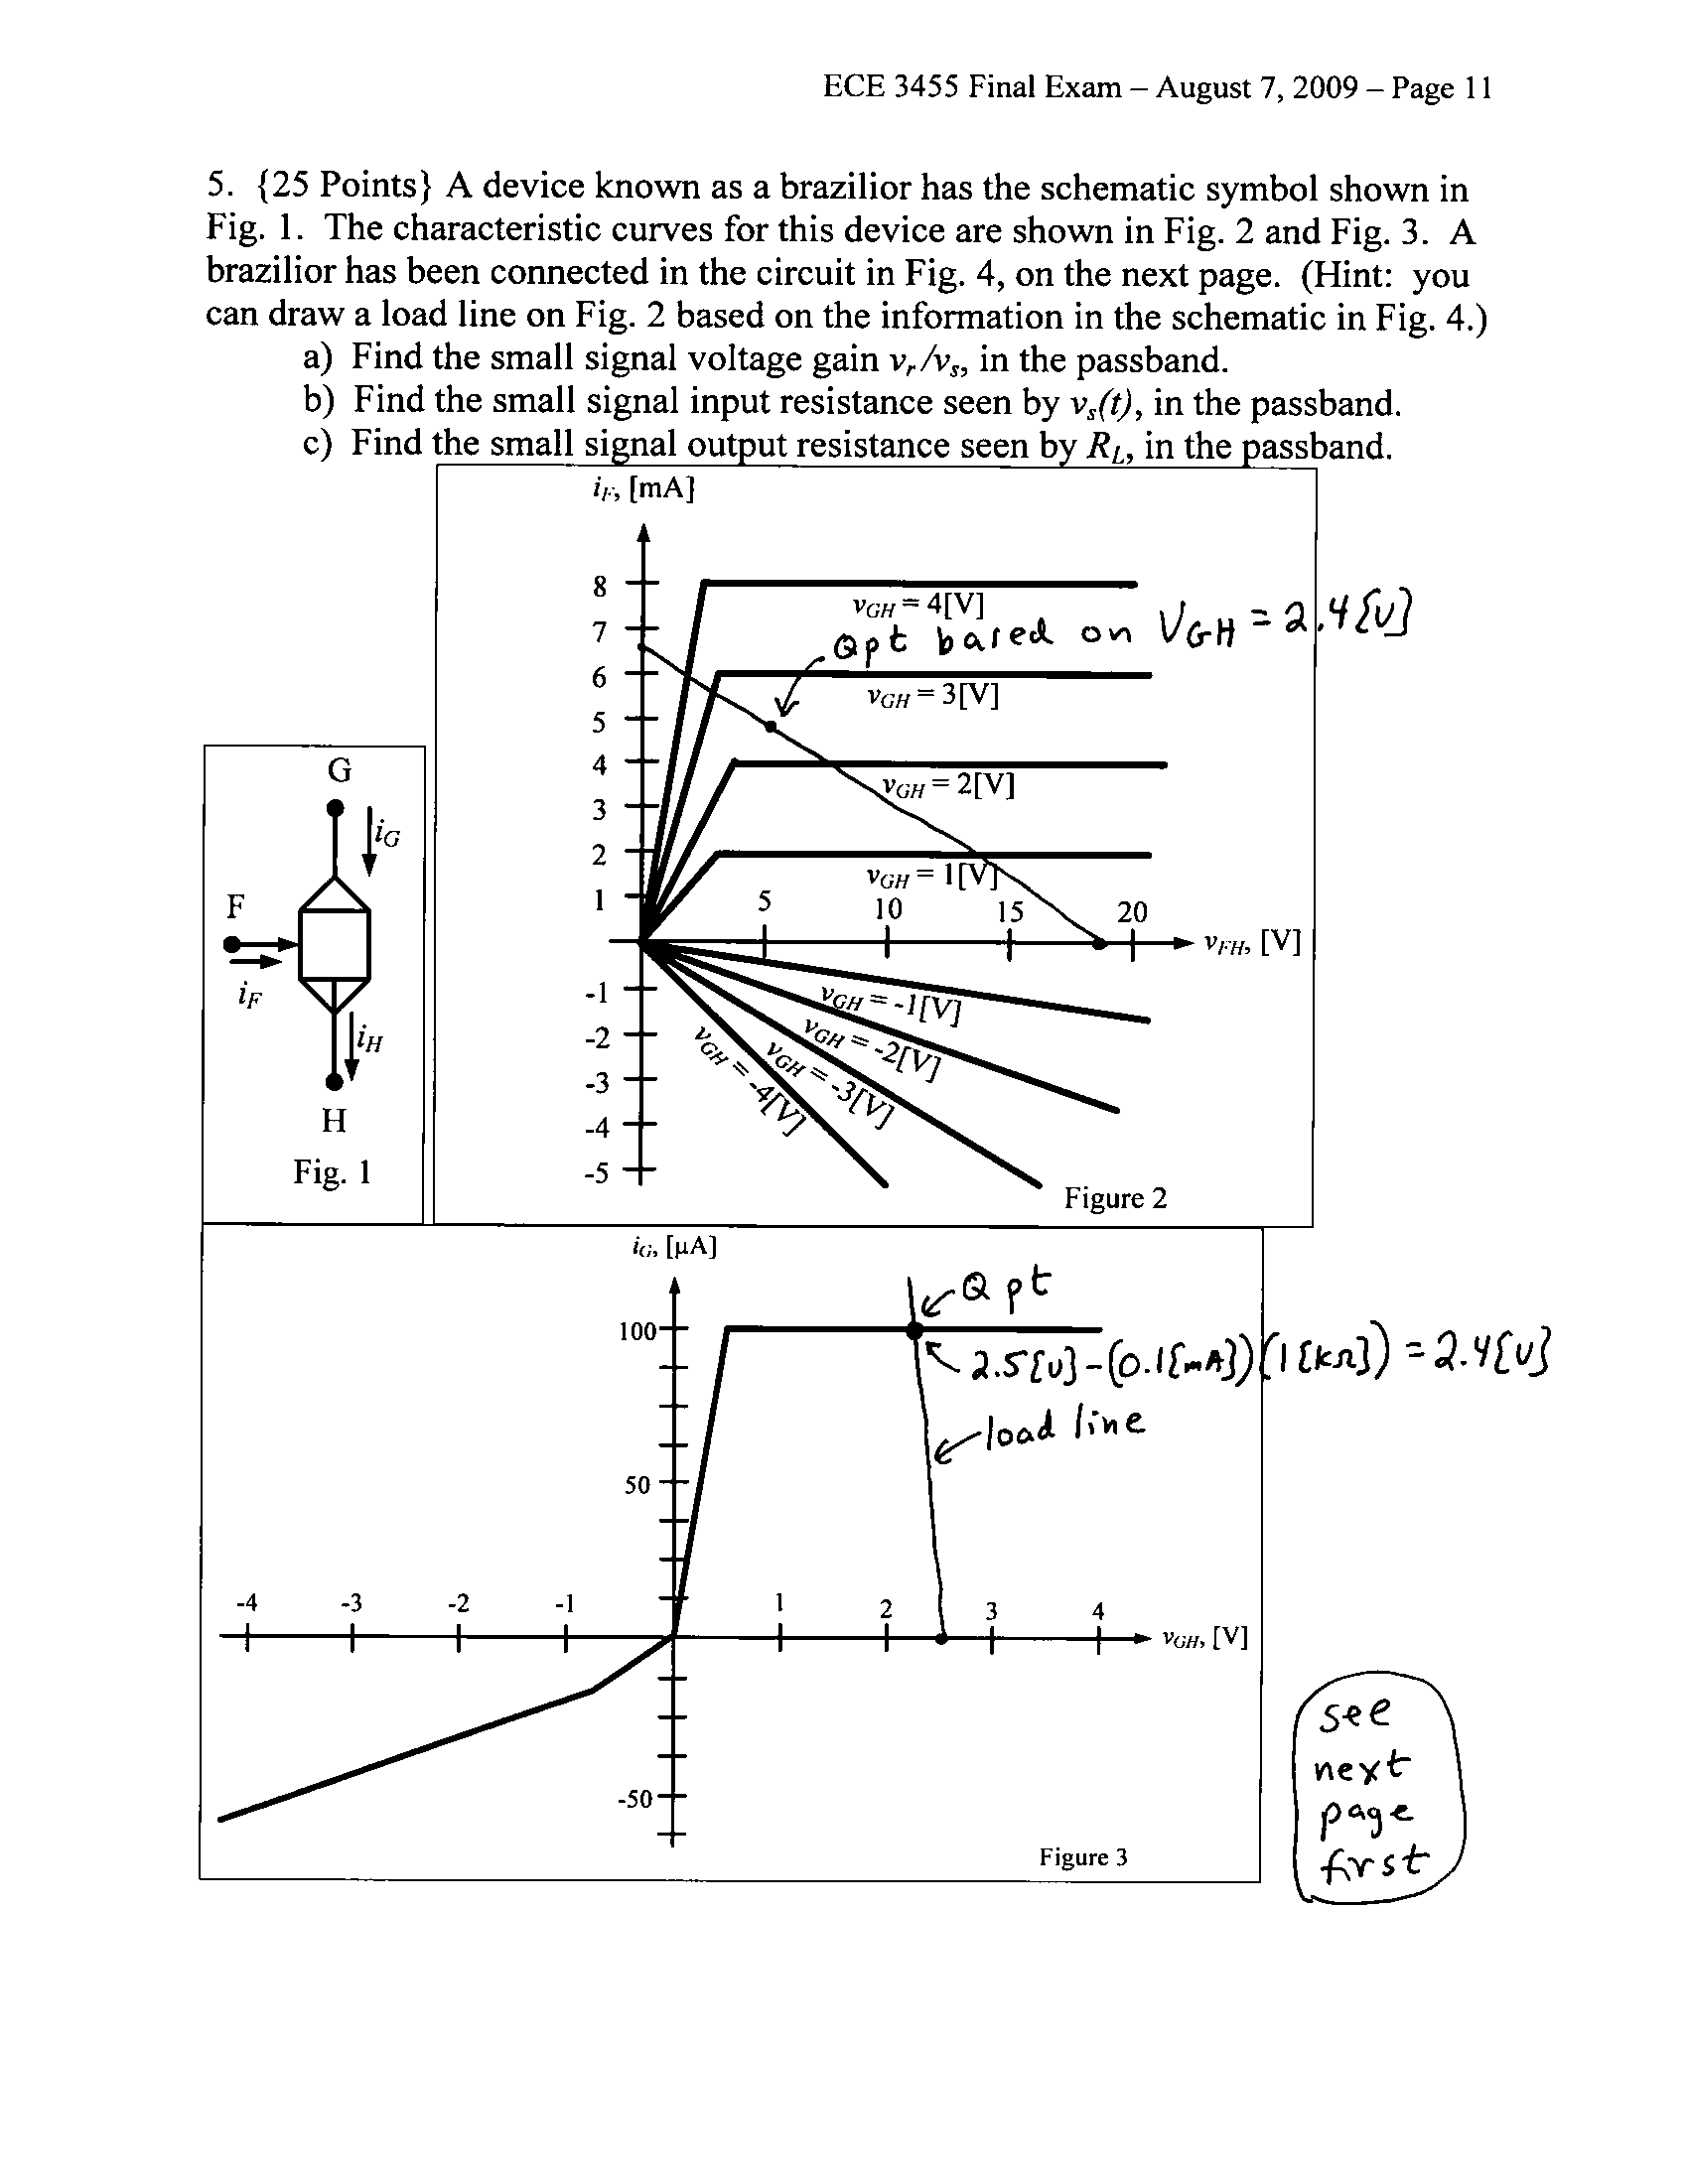 ECE 3455 Final Exam – August 7, 2009 – Page 11
5. {25 Points} A device known as a brazilior has the schematic symbol shown in
Fig. 1. The characteristic curves for this device are shown in Fig. 2 and Fig. 3. A
brazilior has been connected in the circuit in Fig. 4, on the next page. (Hint: you
can draw a load line on Fig. 2 based on the information in the schematic in Fig. 4.)
a) Find the small signal voltage gain vr/vs, in the passband.
b) Find the small signal input resistance seen by vs(t), in the passband.
c) Find the small signal output resistance seen by RL, in the passband.
iF, [mA]
8
vGH = 4[V]
Qpt based on VGH = 2.4[V]
7
6
vGH = 3[V]
5
4
vGH = 2[V]
3
2
vGH = 1[V]
1
5
10
15
20
vFH, [V]
-1
-2
-3
-4
-5
vGH = -1[V]
vGH = -2[V]
vGH = -3[V]
vGH = -4[V]
Figure 2
G
iG
F
iF
iH
H
Fig. 1
iG, [µA]
Q pt
100
2.5[V]-(0.1[mA])(1[kΩ]) = 2.4[V]
load line
50
-4
-3
-2
-1
1
2
3
4
vGH, [V]
-50
Figure 3
see
next
page
first